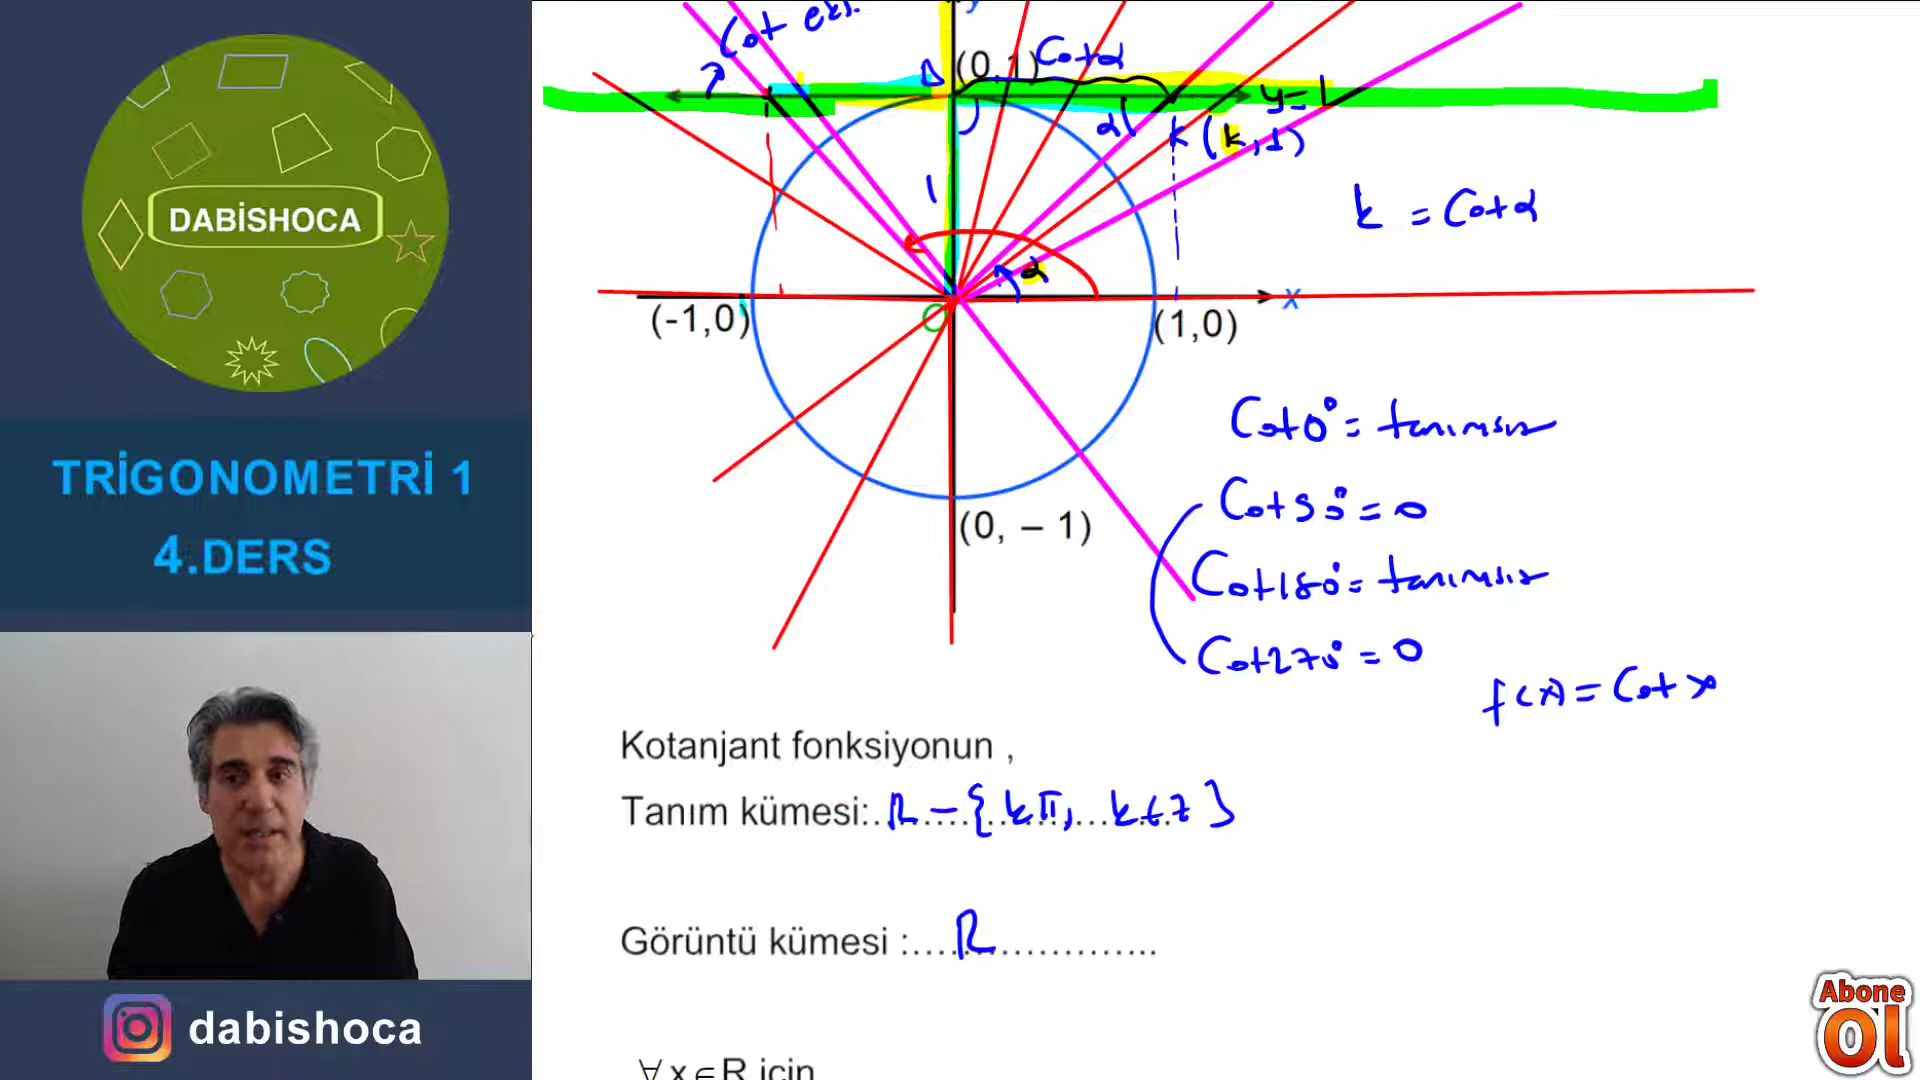 DABİSHOCA
TRİGONOMETRİ 1
4.DERS
dabishoca
Cot eks.
(0, 1)
Cotα
y=1
α
k (k,1)
1
k = Cotα
α
x
O
(-1,0)
(1,0)
(0, – 1)
Cot0° = tanımsız
Cot90° = 0
Cot180° = tanımsız
Cot270° = 0
f(x) = Cot x
Kotanjant fonksiyonun ,
Tanım kümesi: R – {kπ, k∈Z}
Görüntü kümesi :.... R ................
∀ x ∈ R için
Abone
Ol